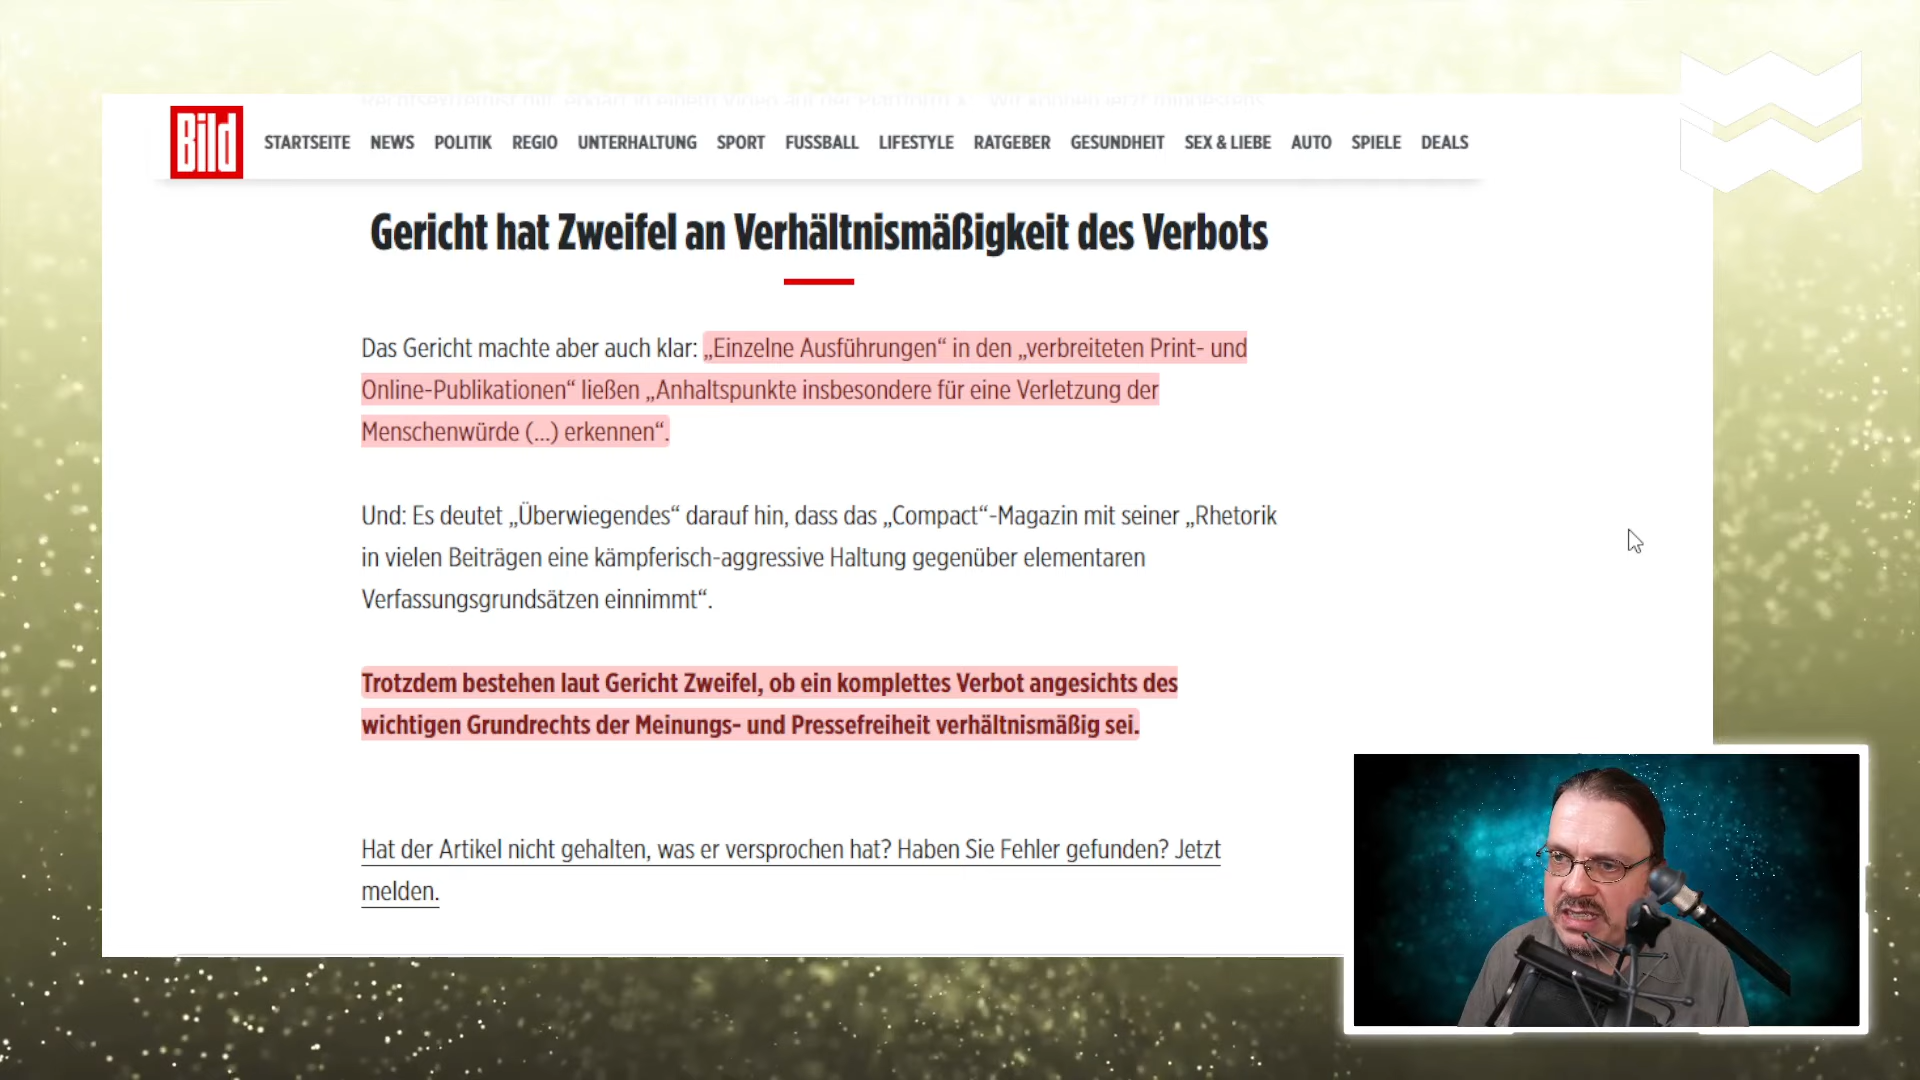 Bild
STARTSEITE NEWS POLITIK REGIO UNTERHALTUNG SPORT FUSSBALL LIFESTYLE RATGEBER GESUNDHEIT SEX & LIEBE AUTO SPIELE DEALS
Gericht hat Zweifel an Verhältnismäßigkeit des Verbots
Das Gericht machte aber auch klar: „Einzelne Ausführungen“ in den „verbreiteten Print- und
Online-Publikationen“ ließen „Anhaltspunkte insbesondere für eine Verletzung der
Menschenwürde (...) erkennen“.
Und: Es deutet „Überwiegendes“ darauf hin, dass das „Compact“-Magazin mit seiner „Rhetorik
in vielen Beiträgen eine kämpferisch-aggressive Haltung gegenüber elementaren
Verfassungsgrundsätzen einnimmt“.
Trotzdem bestehen laut Gericht Zweifel, ob ein komplettes Verbot angesichts des
wichtigen Grundrechts der Meinungs- und Pressefreiheit verhältnismäßig sei.
Hat der Artikel nicht gehalten, was er versprochen hat? Haben Sie Fehler gefunden? Jetzt
melden.